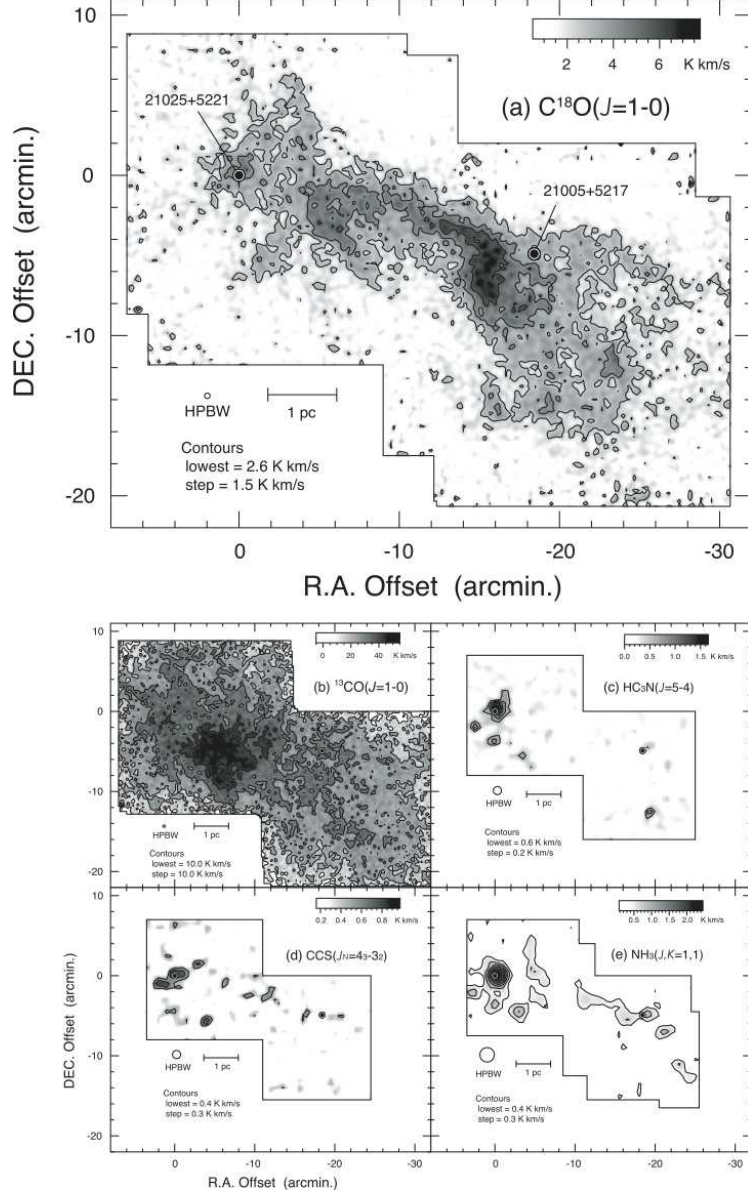 10
0
-10
-20
DEC. Offset (arcmin.)
2 4 6 K km/s
(a) C¹⁸O(J=1-0)
21025+5221
21005+5217
HPBW
1 pc
Contours
lowest = 2.6 K km/s
step = 1.5 K km/s
0 -10 -20 -30
R.A. Offset (arcmin.)
10
0
-10
-20
0 20 40 K km/s
(b) ¹³CO(J=1-0)
HPBW
1 pc
Contours
lowest = 10.0 K km/s
step = 10.0 K km/s
0.0 0.5 1.0 1.5 K km/s
(c) HC₃N(J=5-4)
HPBW
1 pc
Contours
lowest = 0.6 K km/s
step = 0.2 K km/s
10
0
-10
-20
DEC. Offset (arcmin.)
0.2 0.4 0.6 0.8 K km/s
(d) CCS(J_N=4₃-3₂)
HPBW
1 pc
Contours
lowest = 0.4 K km/s
step = 0.3 K km/s
0 -10 -20 -30
R.A. Offset (arcmin.)
DEC. Offset (arcmin.)
0.5 1.0 1.5 2.0 K km/s
(e) NH₃(J,K=1,1)
HPBW
1 pc
Contours
lowest = 0.4 K km/s
step = 0.3 K km/s
0 -10 -20 -30